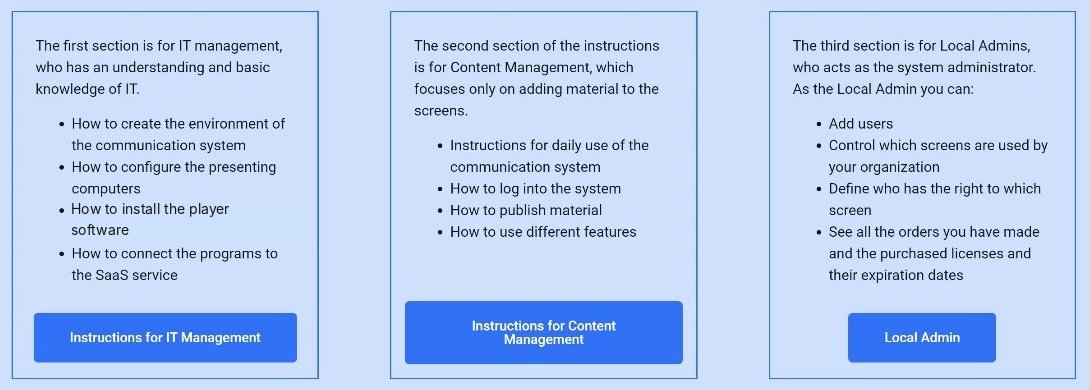 The first section is for IT management,
who has an understanding and basic
knowledge of IT.
• How to create the environment of
the communication system
• How to configure the presenting
computers
• How to install the player
software
• How to connect the programs to
the SaaS service
Instructions for IT Management
The second section of the instructions
is for Content Management, which
focuses only on adding material to the
screens.
• Instructions for daily use of the
communication system
• How to log into the system
• How to publish material
• How to use different features
Instructions for Content
Management
The third section is for Local Admins,
who acts as the system administrator.
As the Local Admin you can:
• Add users
• Control which screens are used by
your organization
• Define who has the right to which
screen
• See all the orders you have made
and the purchased licenses and
their expiration dates
Local Admin